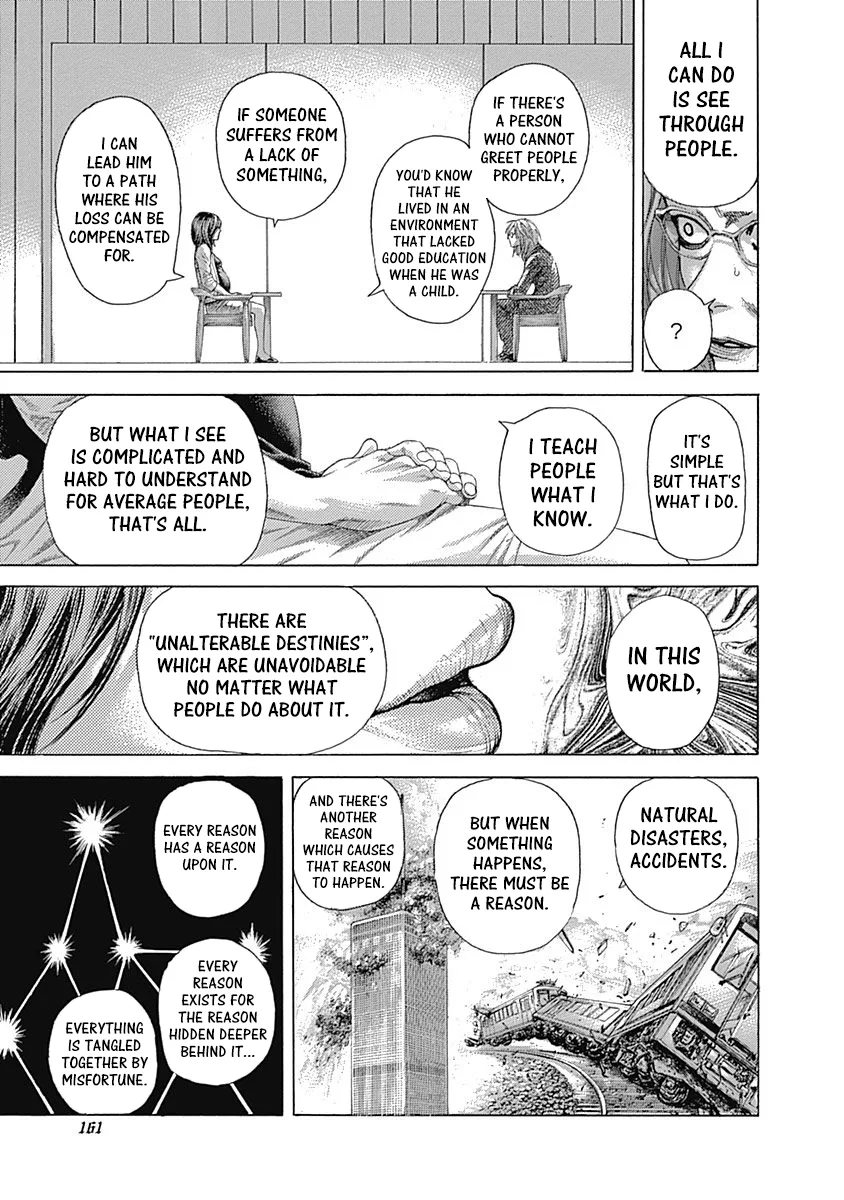 ALL I
CAN DO
IS SEE
THROUGH
PEOPLE.
?
IF THERE'S
A PERSON
WHO CANNOT
GREET PEOPLE
PROPERLY,
YOU'D KNOW
THAT HE
LIVED IN AN
ENVIRONMENT
THAT LACKED
GOOD EDUCATION
WHEN HE WAS
A CHILD.
IF SOMEONE
SUFFERS FROM
A LACK OF
SOMETHING,
I CAN
LEAD HIM
TO A PATH
WHERE HIS
LOSS CAN BE
COMPENSATED
FOR.
IT'S
SIMPLE
BUT THAT'S
WHAT I DO.
I TEACH
PEOPLE
WHAT I
KNOW.
BUT WHAT I SEE
IS COMPLICATED AND
HARD TO UNDERSTAND
FOR AVERAGE PEOPLE,
THAT'S ALL.
IN THIS
WORLD,
THERE ARE
"UNALTERABLE DESTINIES",
WHICH ARE UNAVOIDABLE
NO MATTER WHAT
PEOPLE DO ABOUT IT.
NATURAL
DISASTERS,
ACCIDENTS.
BUT WHEN
SOMETHING
HAPPENS,
THERE MUST BE
A REASON.
AND THERE'S
ANOTHER
REASON
WHICH CAUSES
THAT REASON
TO HAPPEN.
EVERY REASON
HAS A REASON
UPON IT.
EVERY
REASON
EXISTS FOR
THE REASON
HIDDEN DEEPER
BEHIND IT...
EVERYTHING
IS TANGLED
TOGETHER BY
MISFORTUNE.
161